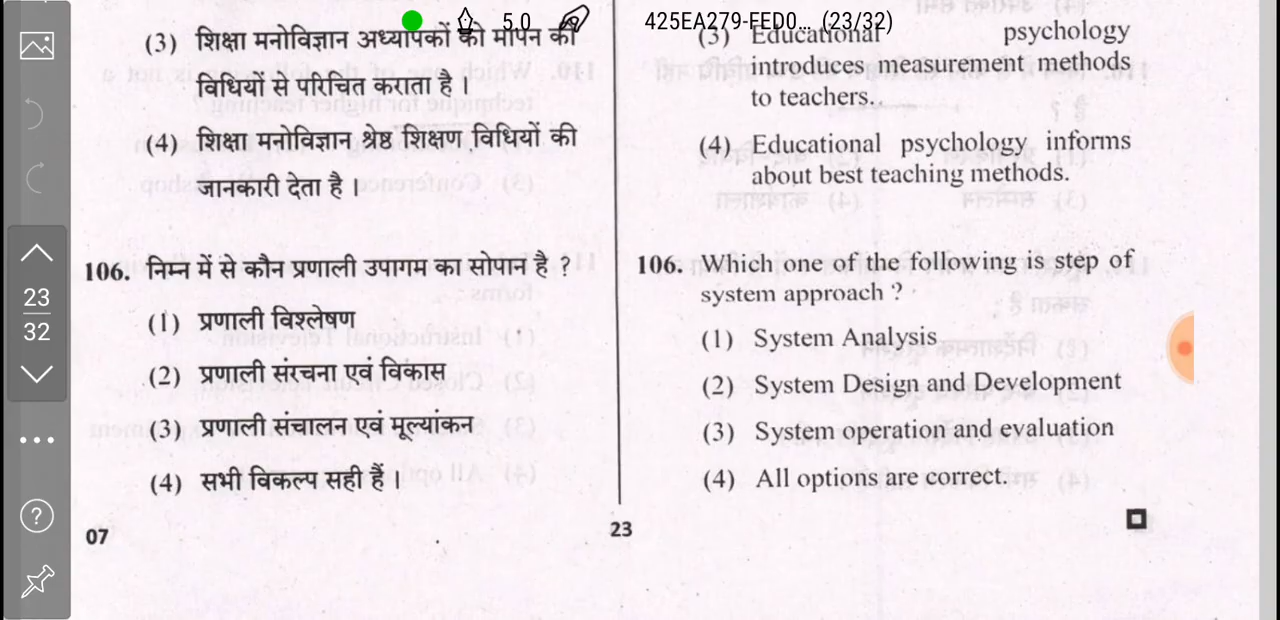 5.0
425EA279-FED0... (23/32)
(3) शिक्षा मनोविज्ञान अध्यापकों को मापन की
विधियों से परिचित कराता है ।
(4) शिक्षा मनोविज्ञान श्रेष्ठ शिक्षण विधियों की
जानकारी देता है ।
106. निम्न में से कौन प्रणाली उपागम का सोपान है ?
(1) प्रणाली विश्लेषण
(2) प्रणाली संरचना एवं विकास
(3) प्रणाली संचालन एवं मूल्यांकन
(4) सभी विकल्प सही हैं ।
07
23
(3) Educational psychology
introduces measurement methods
to teachers.
(4) Educational psychology informs
about best teaching methods.
106. Which one of the following is step of
system approach ?
(1) System Analysis
(2) System Design and Development
(3) System operation and evaluation
(4) All options are correct.
23
32